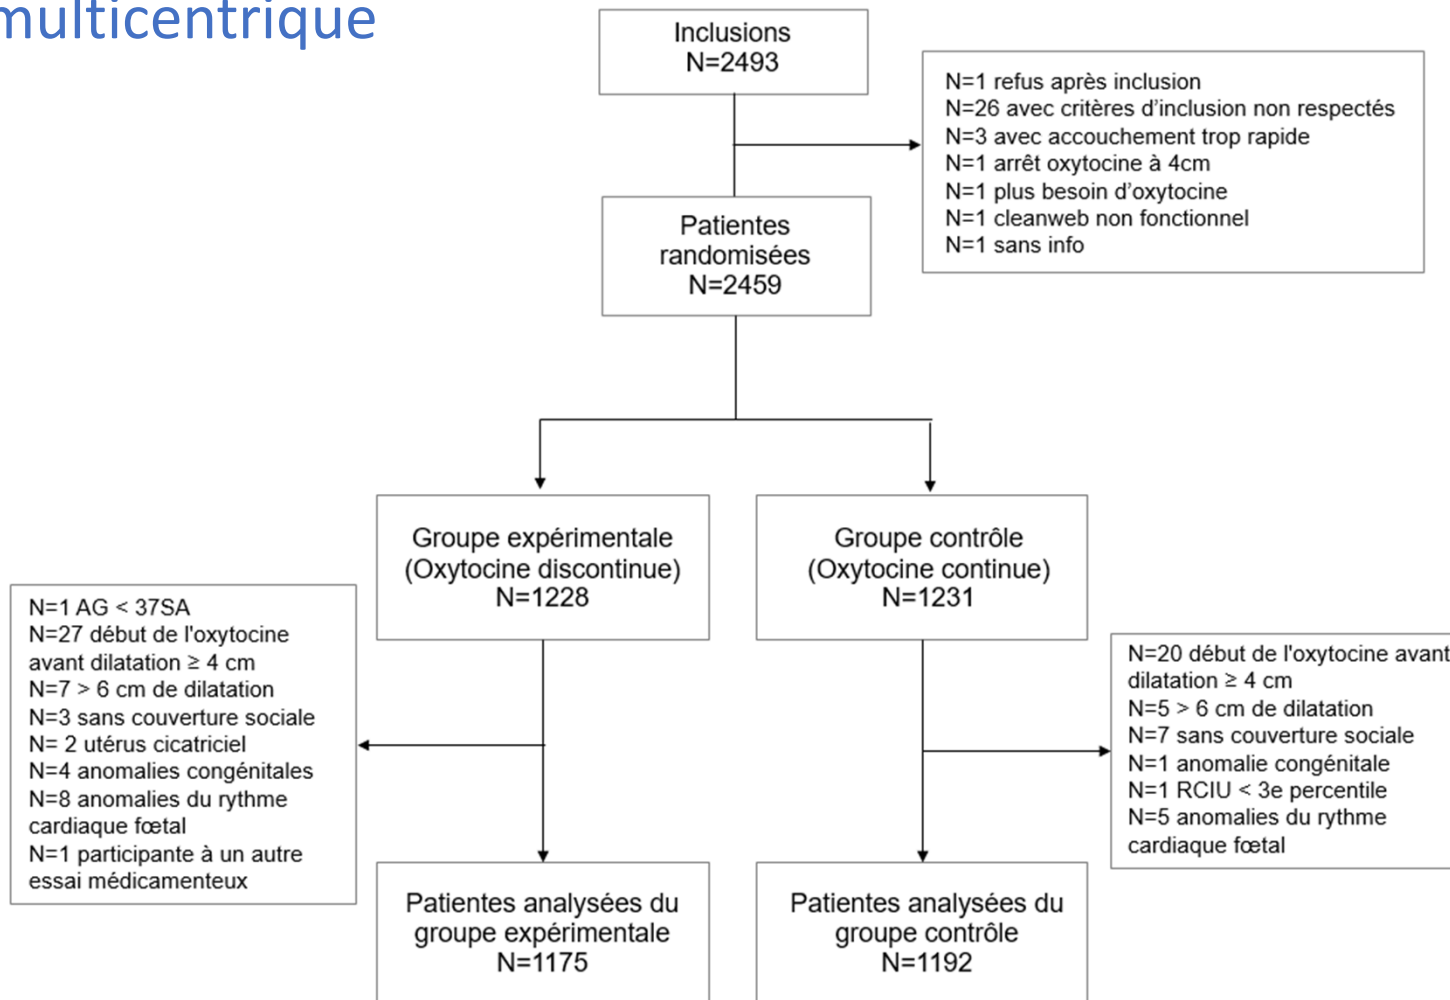 multicentrique
Inclusions
N=2493
N=1 refus après inclusion
N=26 avec critères d'inclusion non respectés
N=3 avec accouchement trop rapide
N=1 arrêt oxytocine à 4cm
N=1 plus besoin d'oxytocine
N=1 cleanweb non fonctionnel
N=1 sans info
Patientes
randomisées
N=2459
Groupe expérimentale
(Oxytocine discontinue)
N=1228
Groupe contrôle
(Oxytocine continue)
N=1231
N=1 AG < 37SA
N=27 début de l'oxytocine
avant dilatation ≥ 4 cm
N=7 > 6 cm de dilatation
N=3 sans couverture sociale
N= 2 utérus cicatriciel
N=4 anomalies congénitales
N=8 anomalies du rythme
cardiaque fœtal
N=1 participante à un autre
essai médicamenteux
N=20 début de l'oxytocine avant
dilatation ≥ 4 cm
N=5 > 6 cm de dilatation
N=7 sans couverture sociale
N=1 anomalie congénitale
N=1 RCIU < 3e percentile
N=5 anomalies du rythme
cardiaque fœtal
Patientes analysées du
groupe expérimentale
N=1175
Patientes analysées du
groupe contrôle
N=1192